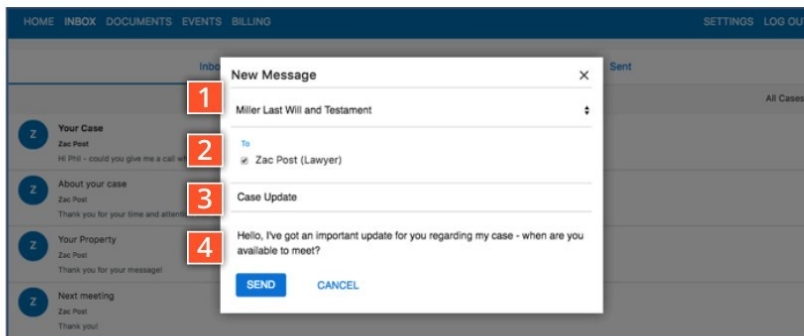 HOME INBOX DOCUMENTS EVENTS BILLING SETTINGS LOG OU
Inbo Sent
New Message ×
All Cases
1 Miller Last Will and Testament
2 To
Zac Post (Lawyer)
3 Case Update
4 Hello, I've got an important update for you regarding my case - when are you
available to meet?
SEND CANCEL
Z Your Case
Zac Post
Hi Phil - could you give me a call w
Z About your case
Zac Post
Thank you for your time and attenti
Z Your Property
Zac Post
Thank you for your message!
Z Next meeting
Zac Post
Thank you!